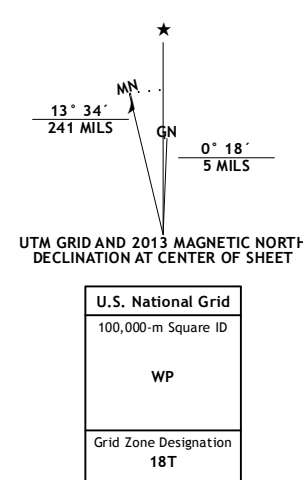 ★
MN
13° 34´
241 MILS
GN
0° 18´
5 MILS
UTM GRID AND 2013 MAGNETIC NORTH
DECLINATION AT CENTER OF SHEET
U.S. National Grid
100,000-m Square ID
WP
Grid Zone Designation
18T